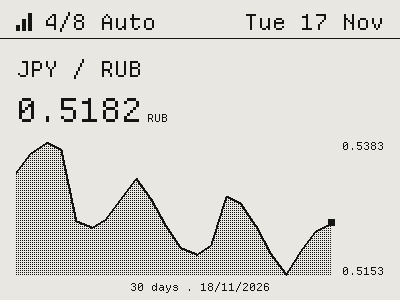 4/8 Auto Tue 17 Nov
JPY / RUB
0.5182 RUB
0.5383
0.5153
30 days . 18/11/2026